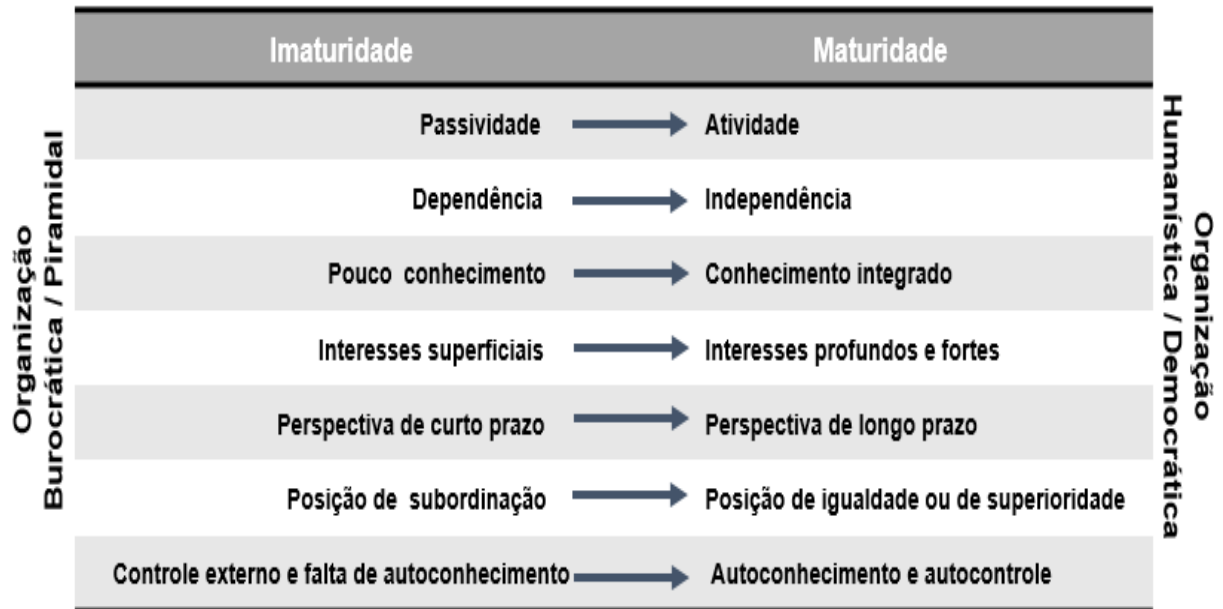 Imaturidade Maturidade
Passividade Atividade
Dependência Independência
Pouco conhecimento Conhecimento integrado
Interesses superficiais Interesses profundos e fortes
Perspectiva de curto prazo Perspectiva de longo prazo
Posição de subordinação Posição de igualdade ou de superioridade
Controle externo e falta de autoconhecimento Autoconhecimento e autocontrole
Organização
Burocrática / Piramidal
Organização
Humanística / Democrática